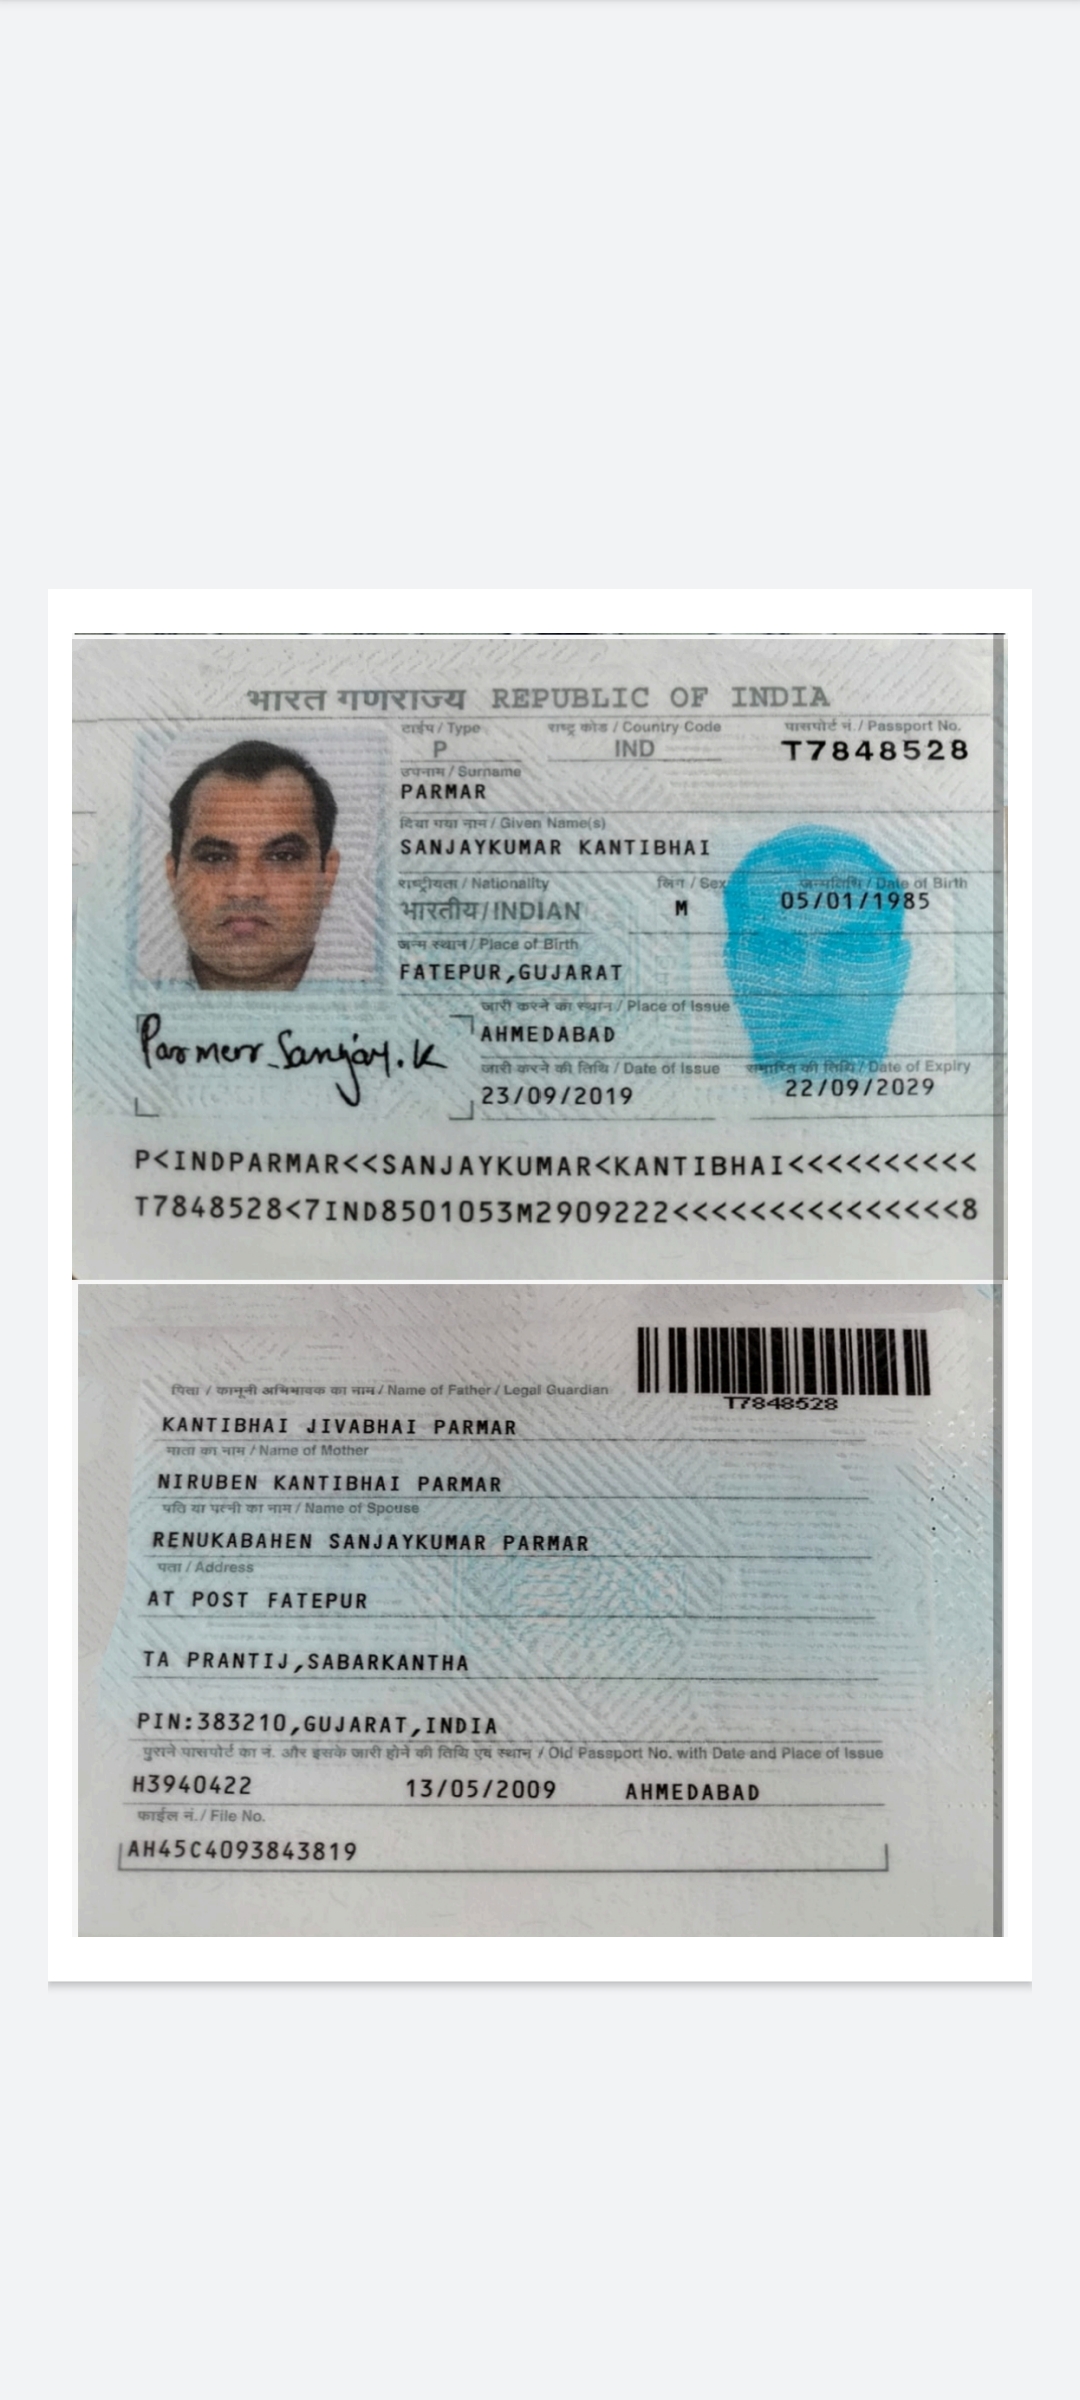 भारत गणराज्य REPUBLIC OF INDIA
टाईप / Type
राष्ट्र कोड / Country Code
पासपोर्ट नं. / Passport No.
P
IND
T7848528
उपनाम / Surname
PARMAR
दिया गया नाम / Given Name(s)
SANJAYKUMAR KANTIBHAI
राष्ट्रीयता / Nationality
लिंग / Sex
जन्मतिथि / Date of Birth
भारतीय/INDIAN
M
05/01/1985
जन्म स्थान / Place of Birth
FATEPUR,GUJARAT
जारी करने का स्थान / Place of Issue
AHMEDABAD
Parmerr_Sanjay.K
जारी करने की तिथि / Date of Issue
समाप्ति की तिथि / Date of Expiry
23/09/2019
22/09/2029
P<INDPARMAR<<SANJAYKUMAR<KANTIBHAI<<<<<<<<<<
T7848528<7IND8501053M2909222<<<<<<<<<<<<<<<8
पिता / कानूनी अभिभावक का नाम / Name of Father / Legal Guardian
T7848528
KANTIBHAI JIVABHAI PARMAR
माता का नाम / Name of Mother
NIRUBEN KANTIBHAI PARMAR
पति या पत्नी का नाम / Name of Spouse
RENUKABAHEN SANJAYKUMAR PARMAR
पता / Address
AT POST FATEPUR
TA PRANTIJ,SABARKANTHA
PIN:383210,GUJARAT,INDIA
पुराने पासपोर्ट का नं. और इसके जारी होने की तिथि एवं स्थान / Old Passport No. with Date and Place of Issue
H3940422 13/05/2009 AHMEDABAD
फाईल नं. / File No.
AH45C4093843819